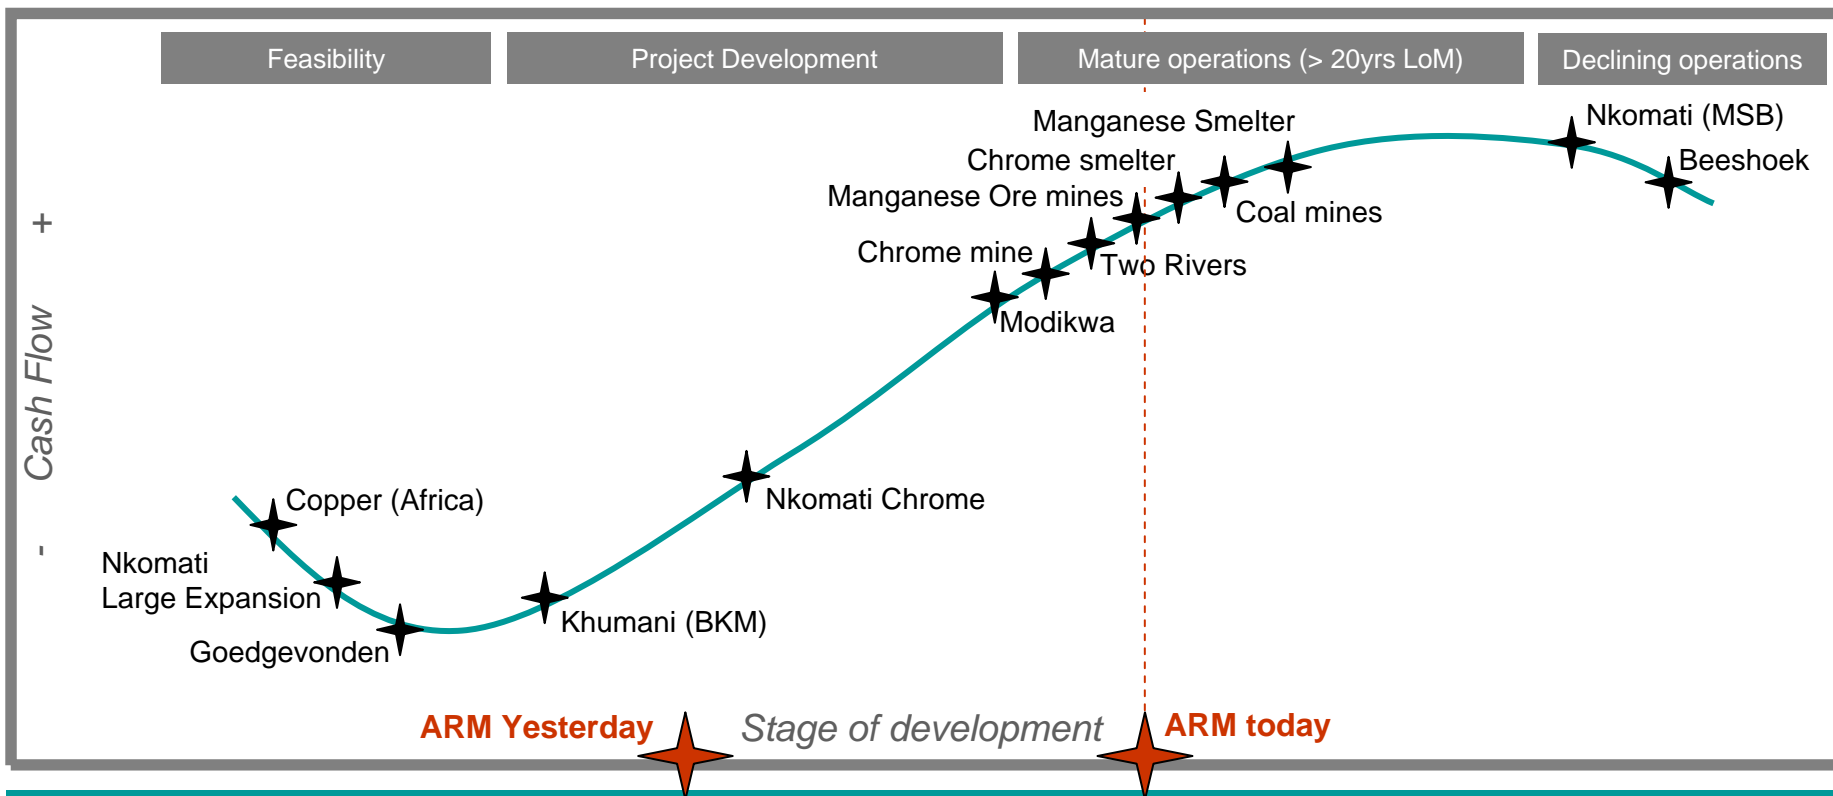 Feasibility
Project Development
Mature operations (> 20yrs LoM)
Declining operations
Manganese Smelter
Nkomati (MSB)
Chrome smelter
Beeshoek
Manganese Ore mines
Coal mines
Chrome mine
Two Rivers
Modikwa
+
Cash Flow
-
Copper (Africa)
Nkomati Chrome
Nkomati
Large Expansion
Khumani (BKM)
Goedgevonden
ARM Yesterday
Stage of development
ARM today